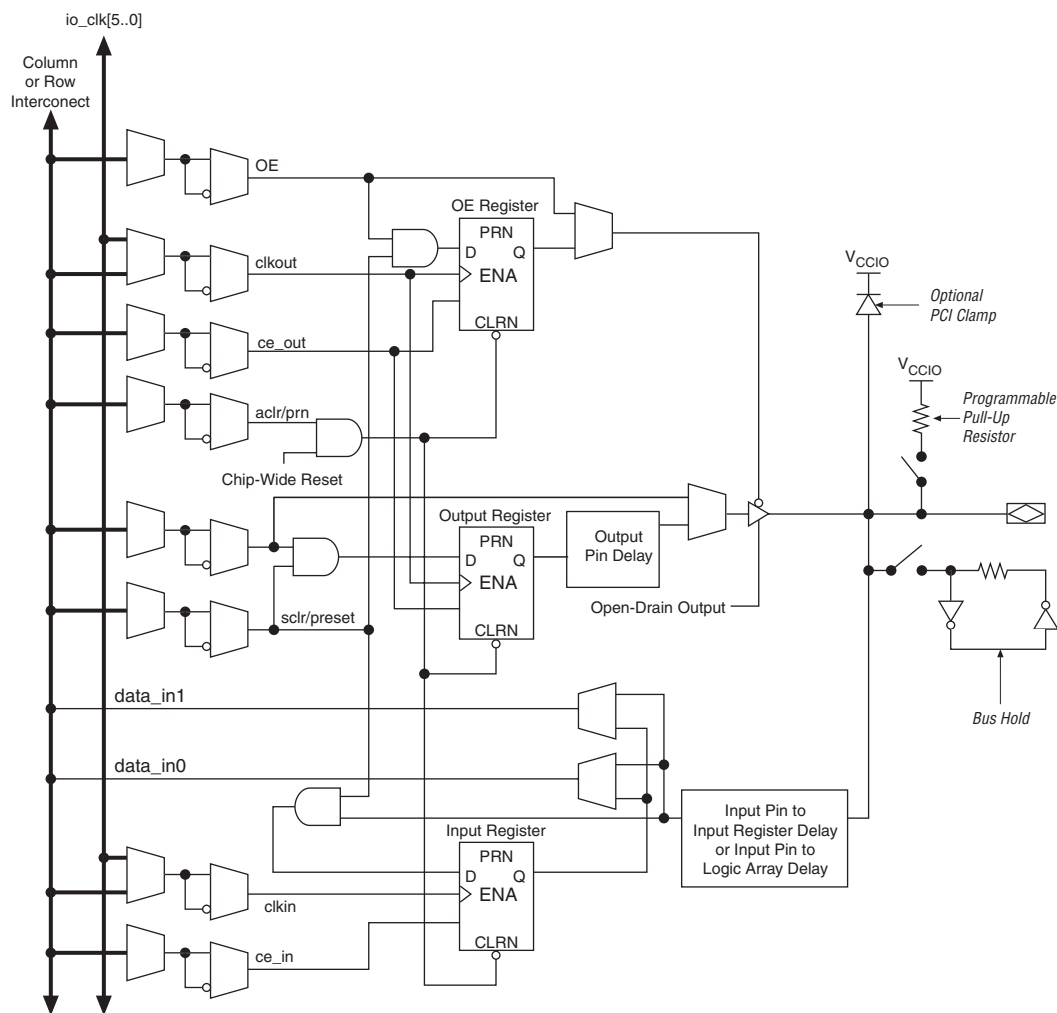 io_clk[5..0]
Column
or Row
Interconect
OE
OE Register
PRN
D
Q
ENA
CLRN
clkout
ce_out
aclr/prn
Chip-Wide Reset
VCCIO
Optional
PCI Clamp
VCCIO
Programmable
Pull-Up
Resistor
Output Register
PRN
D
Q
ENA
CLRN
Output
Pin Delay
Open-Drain Output
sclr/preset
Bus Hold
data_in1
data_in0
Input Pin to
Input Register Delay
or Input Pin to
Logic Array Delay
Input Register
PRN
D
Q
ENA
CLRN
clkin
ce_in